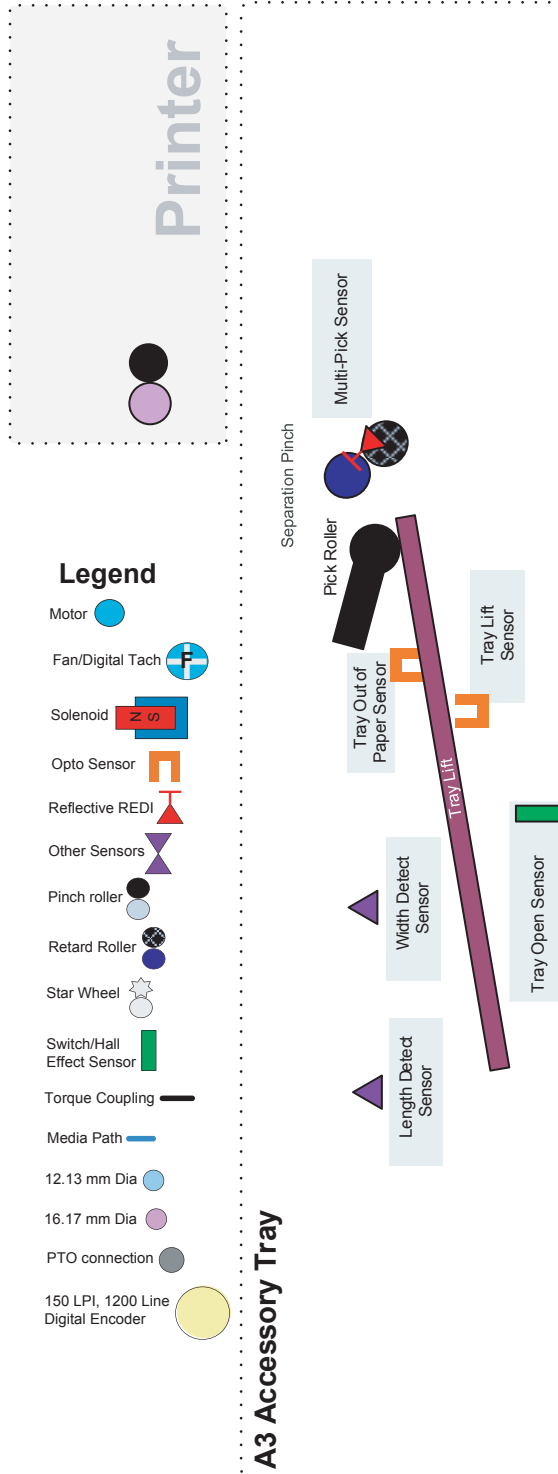 Printer
Legend
Motor
Fan/Digital Tach
F
Solenoid
N
S
Opto Sensor
Reflective REDI
Other Sensors
Pinch roller
Retard Roller
Star Wheel
Switch/Hall
Effect Sensor
Torque Coupling
Media Path
12.13 mm Dia
16.17 mm Dia
PTO connection
150 LPI, 1200 Line
Digital Encoder
A3 Accessory Tray
Multi-Pick Sensor
Separation Pinch
Pick Roller
Tray Out of
Paper Sensor
Tray Lift
Sensor
Tray Lift
Width Detect
Sensor
Tray Open Sensor
Length Detect
Sensor